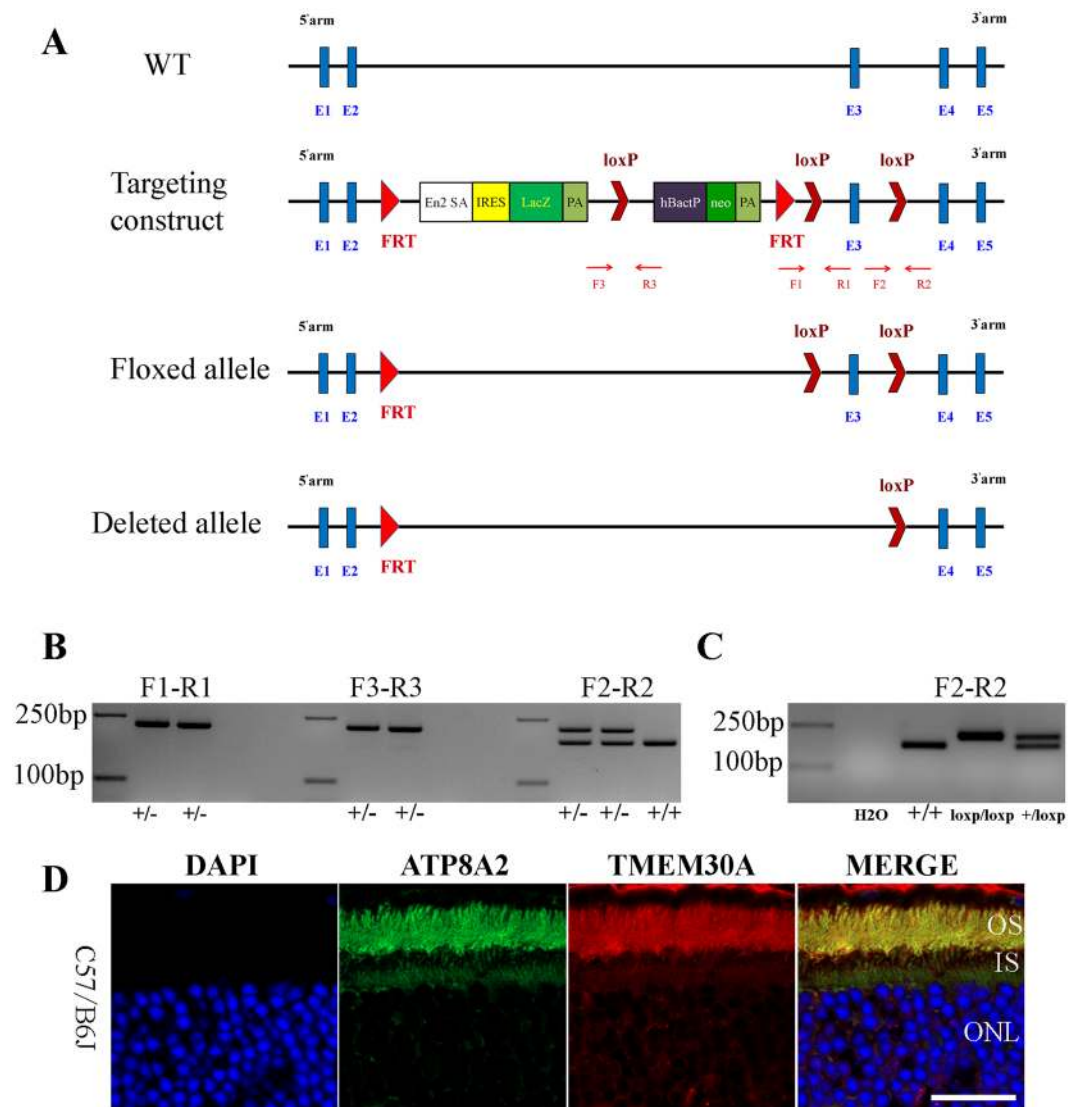 A
5'arm 3'arm
WT
E1 E2 E3 E4 E5
5'arm loxP loxP loxP 3'arm
Targeting construct
En2 SA IRES LacZ PA hBactP neo PA
E1 E2 FRT FRT E3 E4 E5
F3 R3 F1 R1 F2 R2
5'arm loxP loxP 3'arm
Floxed allele
E1 E2 FRT E3 E4 E5
5'arm loxP 3'arm
Deleted allele
E1 E2 FRT E4 E5
B
F1-R1 F3-R3 F2-R2
250bp
100bp
+/- +/- +/- +/- +/- +/- +/+
C
F2-R2
250bp
100bp
H2O +/+ loxp/loxp +/loxp
D
DAPI ATP8A2 TMEM30A MERGE
C57/B6J
OS
IS
ONL